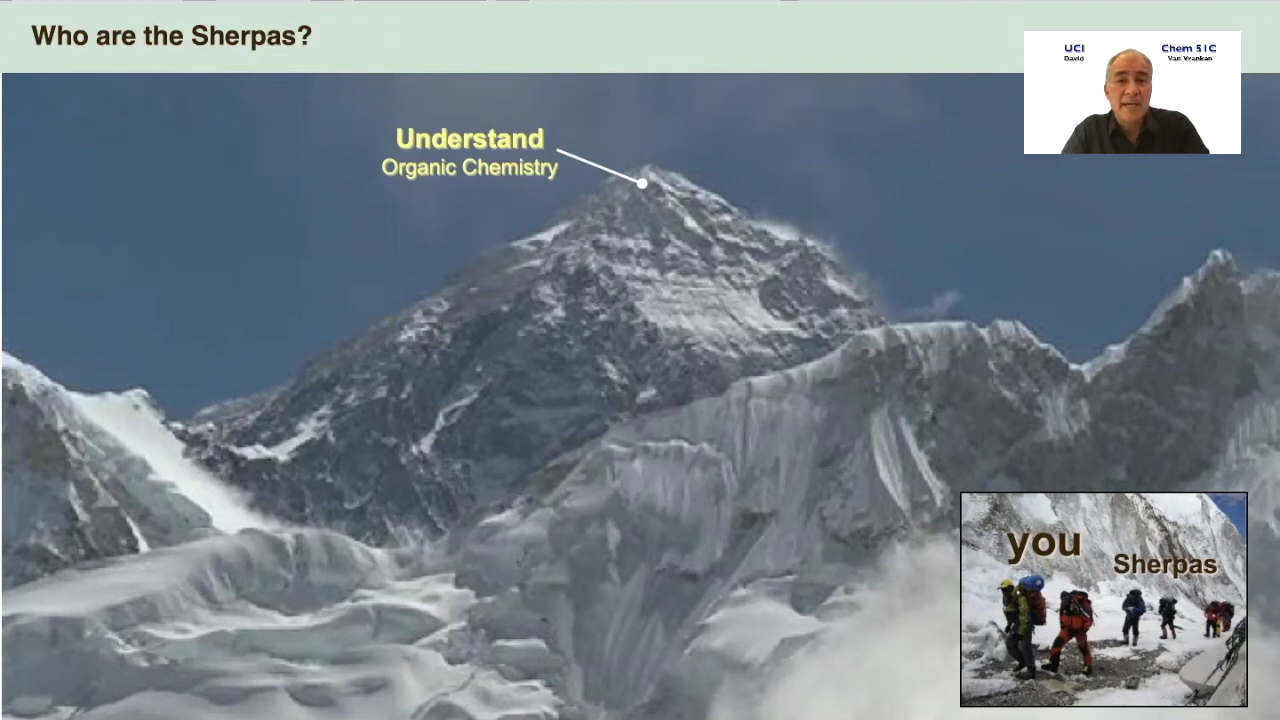 Who are the Sherpas?
UCI
David
Chem 51C
Van Vranken
Understand
Organic Chemistry
you
Sherpas